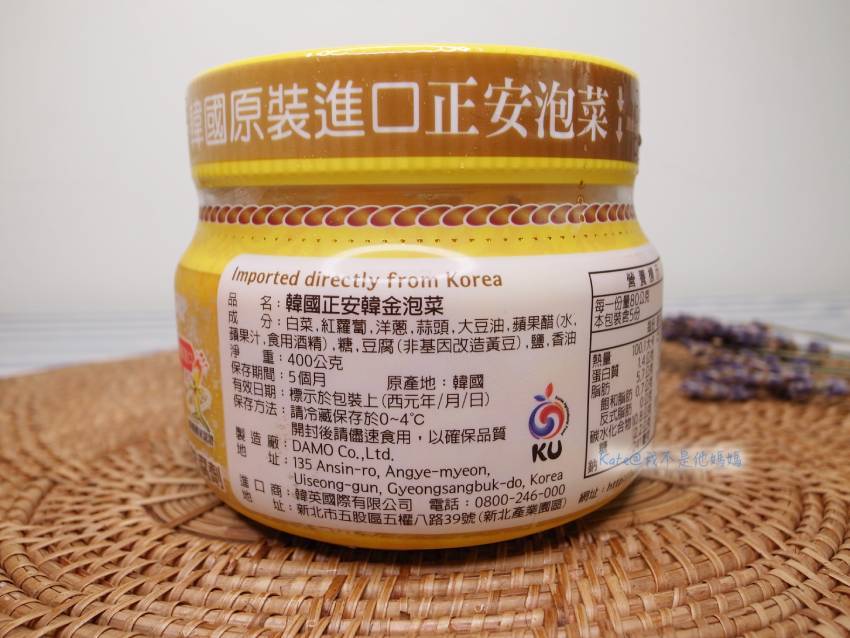 韓國原裝進口正安泡菜
Imported directly from Korea
品 名：韓國正安韓金泡菜
成 分：白菜,紅蘿蔔,洋蔥,蒜頭,大豆油,蘋果醋(水,
蘋果汁,食用酒精),糖,豆腐(非基因改造黃豆),鹽,香油
淨 重：400公克
保存期間：5個月 原產地：韓國
有效日期：標示於包裝上(西元年/月/日)
保存方法：請冷藏保存於0~4℃
開封後請儘速食用，以確保品質
製 造 廠：DAMO Co.,Ltd.
地 址：135 Ansin-ro, Angye-myeon,
Uiseong-gun, Gyeongsangbuk-do, Korea
進 口 商：韓英國際有限公司 電話：0800-246-000
地 址：新北市五股區五權八路39號(新北產業園區)
網址：http
KU
營養標
每一份量80公克
本包裝含5份
熱量
蛋白質
脂肪
飽和脂肪
反式脂肪
碳水化合物
鈉
Kate@我不是他媽媽